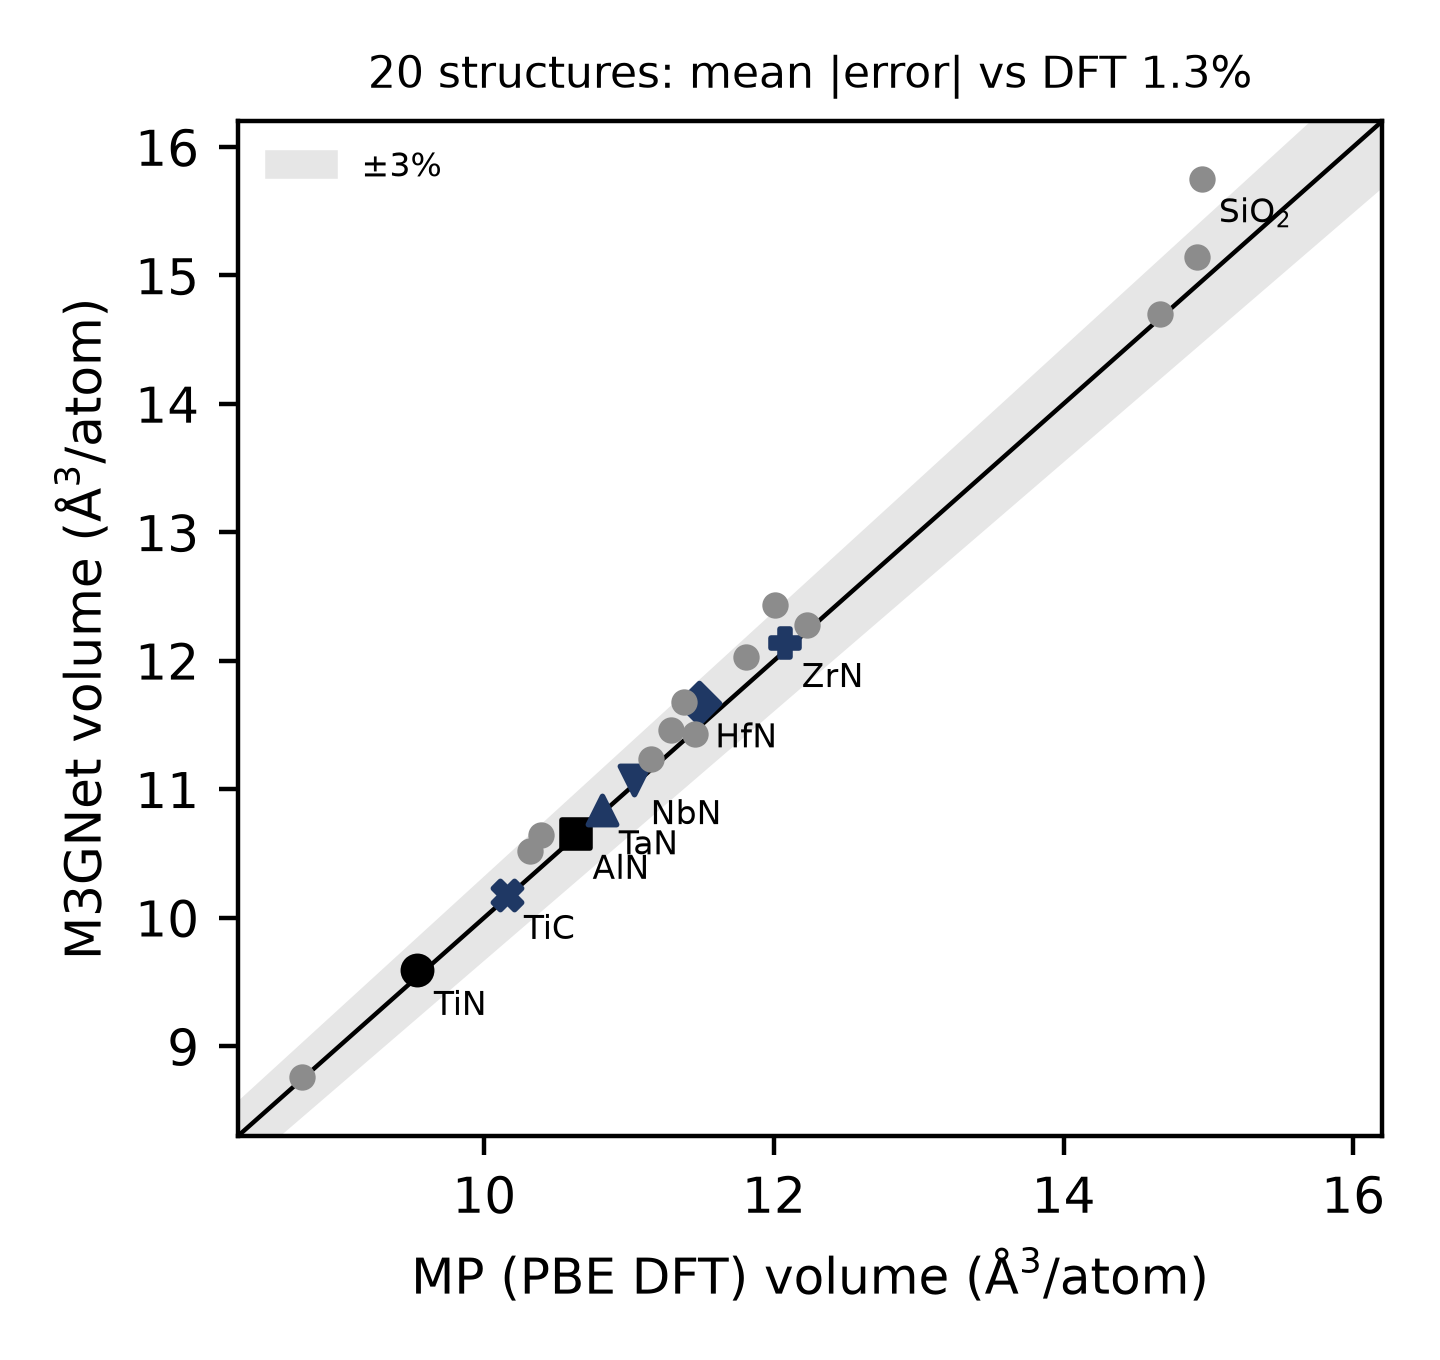 20 structures: mean |error| vs DFT 1.3%
±3%
M3GNet volume (Å³/atom)
16
15
14
13
12
11
10
9
SiO₂
ZrN
HfN
NbN
TaN
AlN
TiC
TiN
10 12 14 16
MP (PBE DFT) volume (Å³/atom)